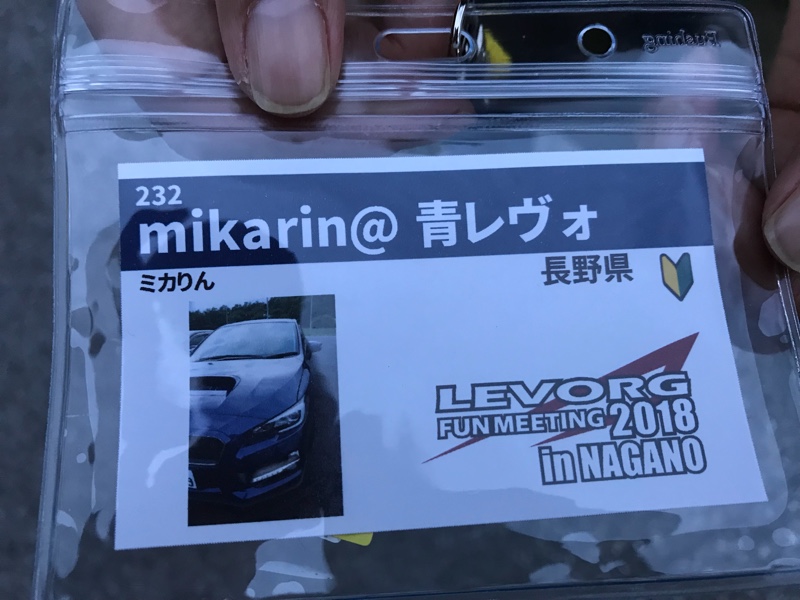 232
mikarin@ 青レヴォ
ミカりん
長野県
LEVORG
FUN MEETING 2018
in NAGANO